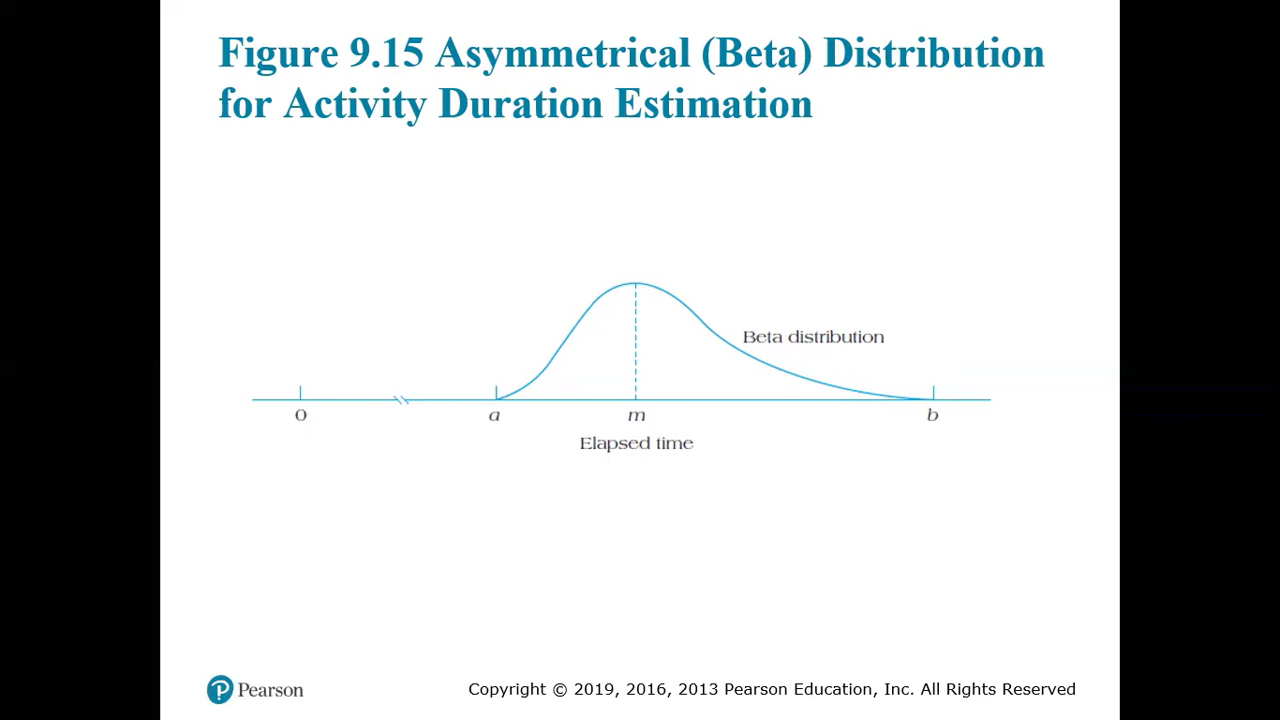 Figure 9.15 Asymmetrical (Beta) Distribution
for Activity Duration Estimation
Beta distribution
0 a m b
Elapsed time
P Pearson
Copyright © 2019, 2016, 2013 Pearson Education, Inc. All Rights Reserved